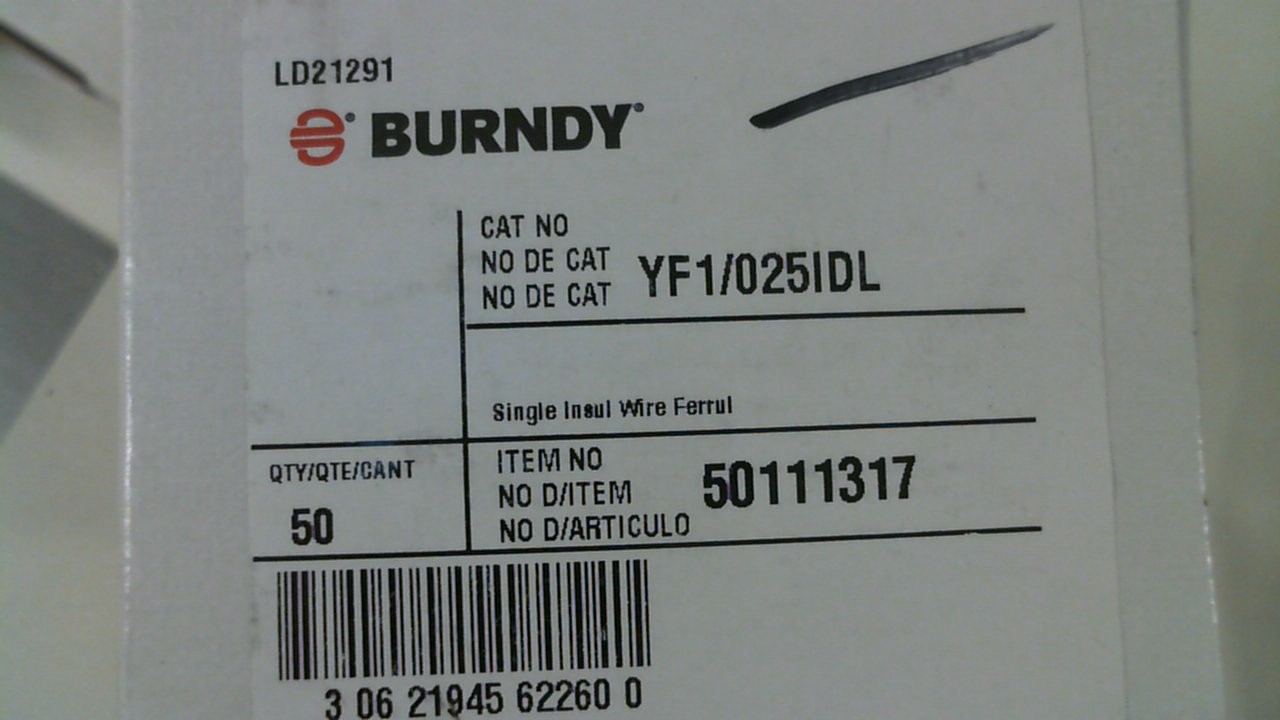 LD21291
BURNDY®
CAT NO
NO DE CAT
NO DE CAT
YF1/025IDL
Single Insul Wire Ferrul
QTY/QTE/CANT
50
ITEM NO
NO D/ITEM
NO D/ARTICULO
50111317
3 06 21945 62260 0